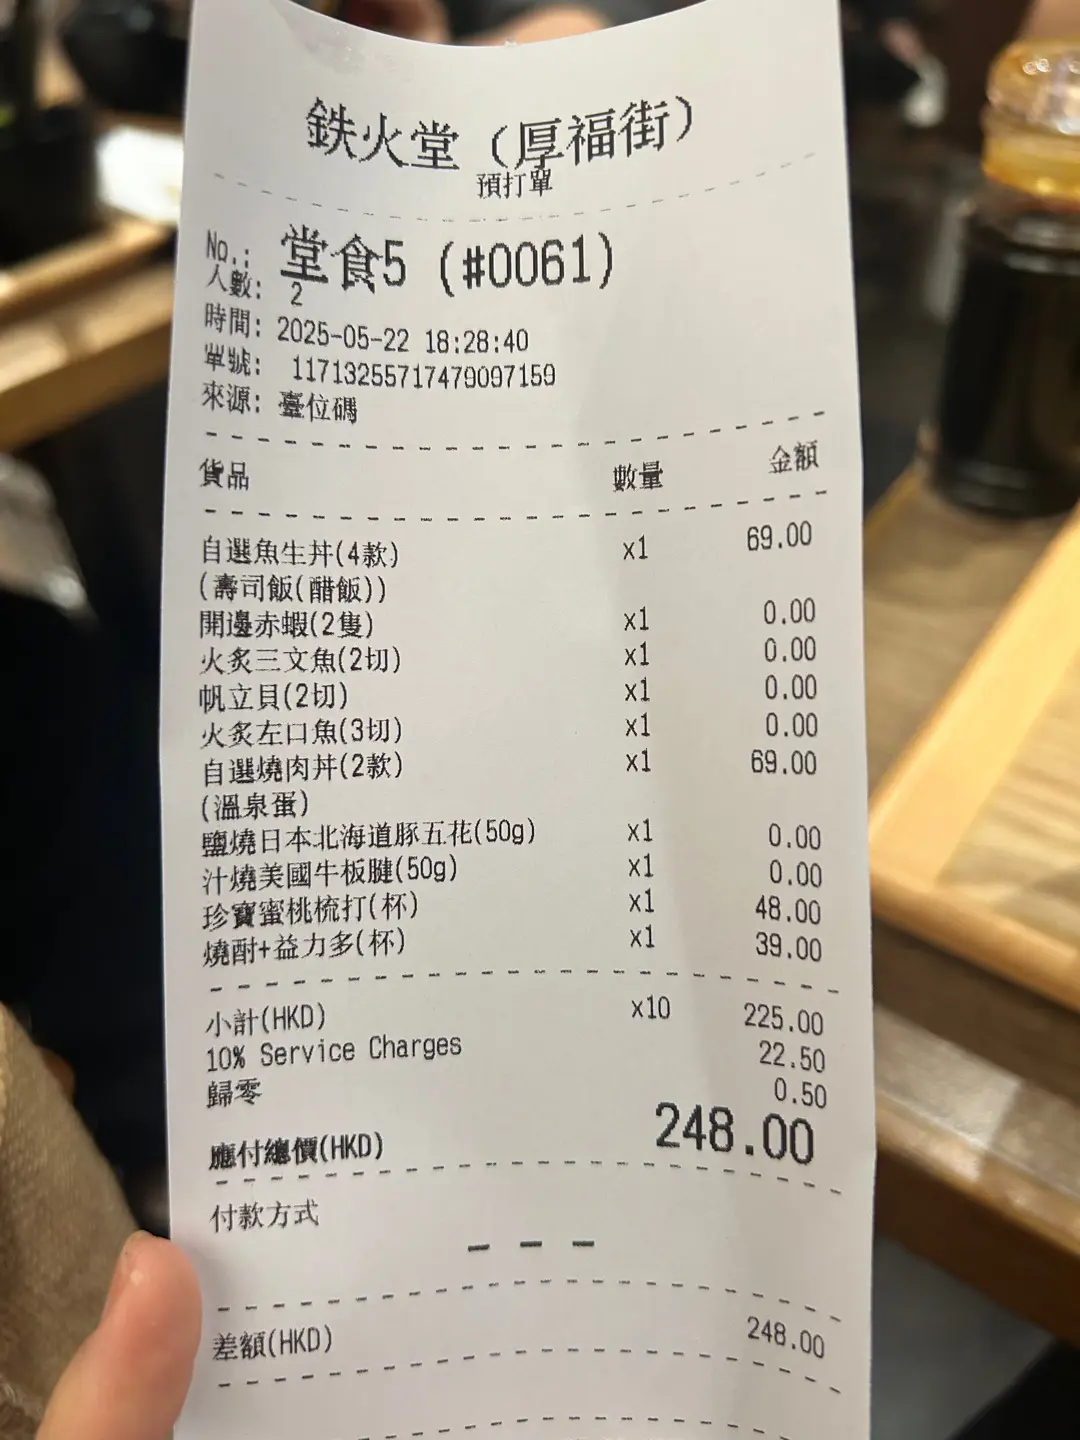 鉄火堂（厚福街）
預打單
No.: 堂食5 (#0061)
人數: 2
時間: 2025-05-22 18:28:40
單號: 11713255717479097159
來源: 臺位碼
貨品 數量 金額
自選魚生丼(4款) x1 69.00
(壽司飯(醋飯))
開邊赤蝦(2隻) x1 0.00
火炙三文魚(2切) x1 0.00
帆立貝(2切) x1 0.00
火炙左口魚(3切) x1 0.00
自選燒肉丼(2款) x1 69.00
(溫泉蛋)
鹽燒日本北海道豚五花(50g) x1 0.00
汁燒美國牛板腱(50g) x1 0.00
珍寶蜜桃梳打(杯) x1 48.00
燒酎+益力多(杯) x1 39.00
小計(HKD) x10 225.00
10% Service Charges 22.50
歸零 0.50
應付總價(HKD) 248.00
付款方式
– – –
差額(HKD) 248.00